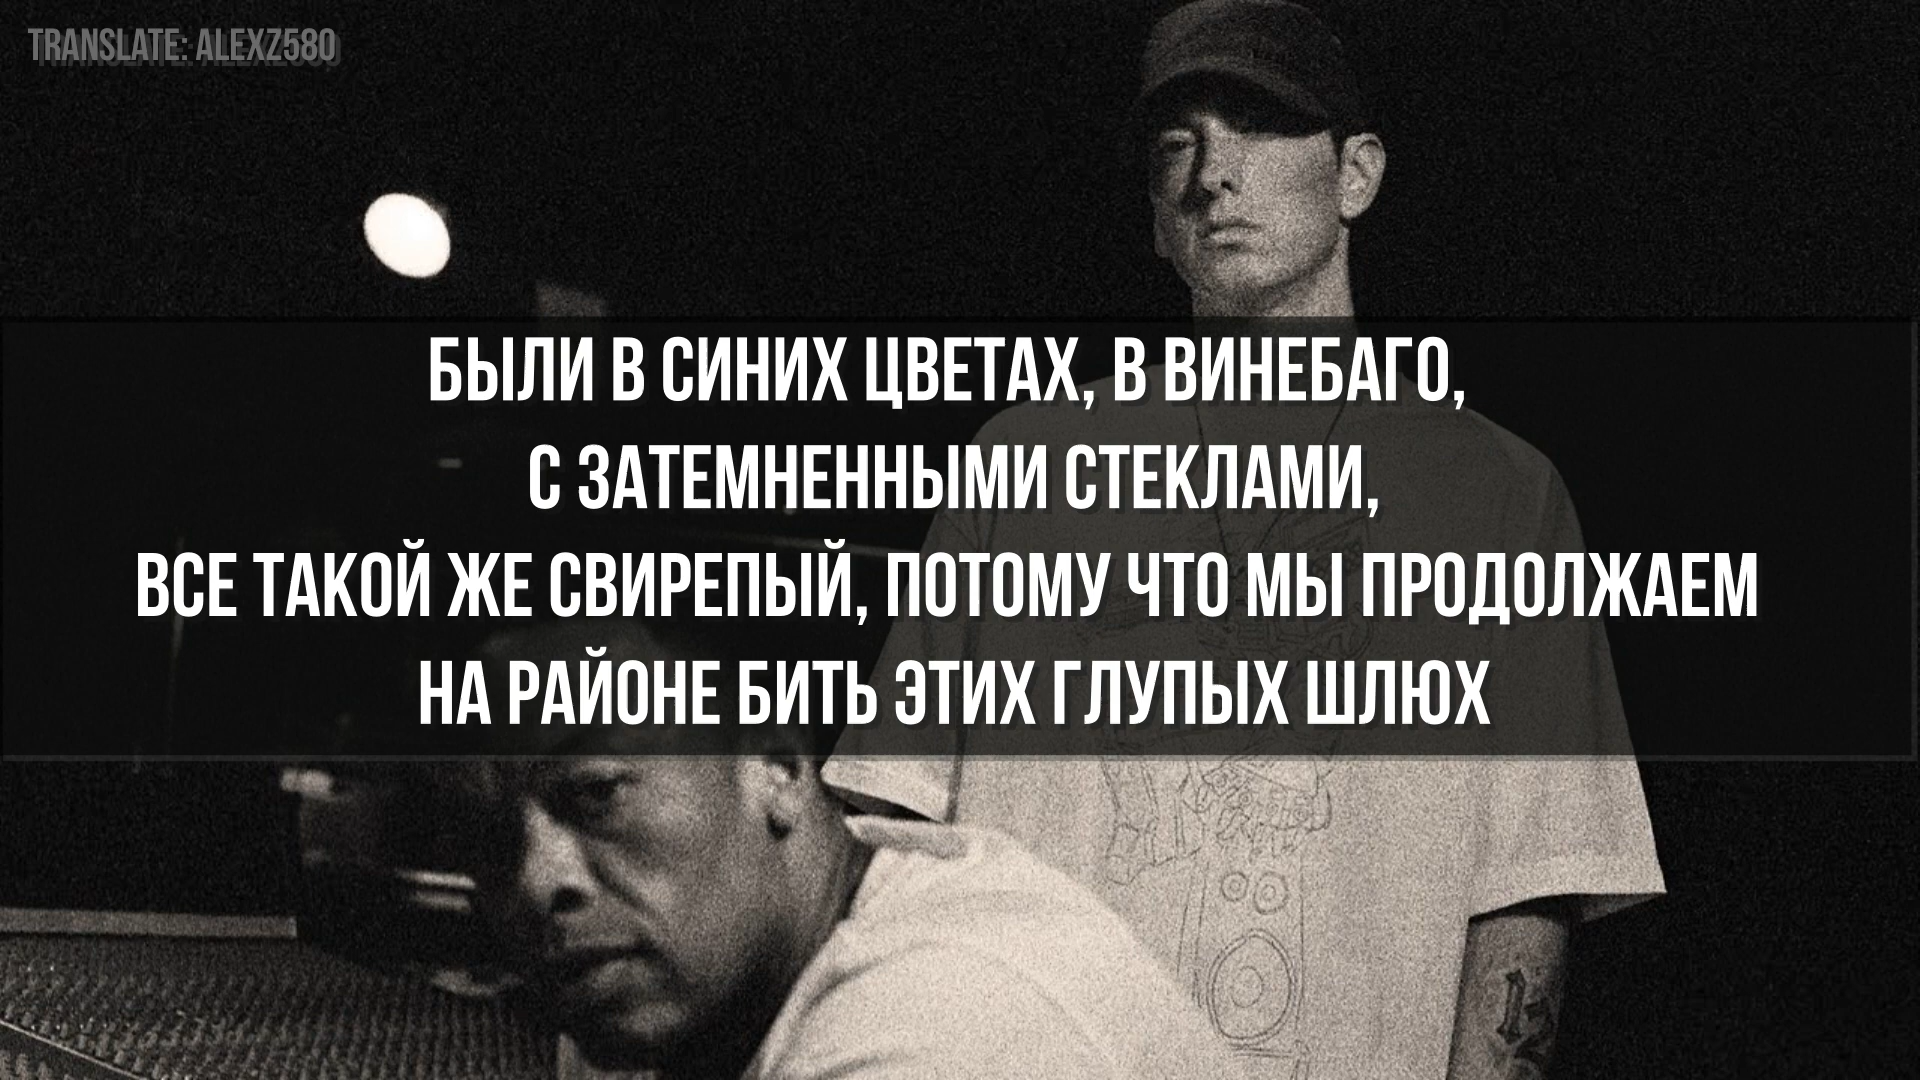 TRANSLATE: ALEXZ580
БЫЛИ В СИНИХ ЦВЕТАХ, В ВИНЕБАГО,
С ЗАТЕМНЕННЫМИ СТЕКЛАМИ,
ВСЕ ТАКОЙ ЖЕ СВИРЕПЫЙ, ПОТОМУ ЧТО МЫ ПРОДОЛЖАЕМ
НА РАЙОНЕ БИТЬ ЭТИХ ГЛУПЫХ ШЛЮХ